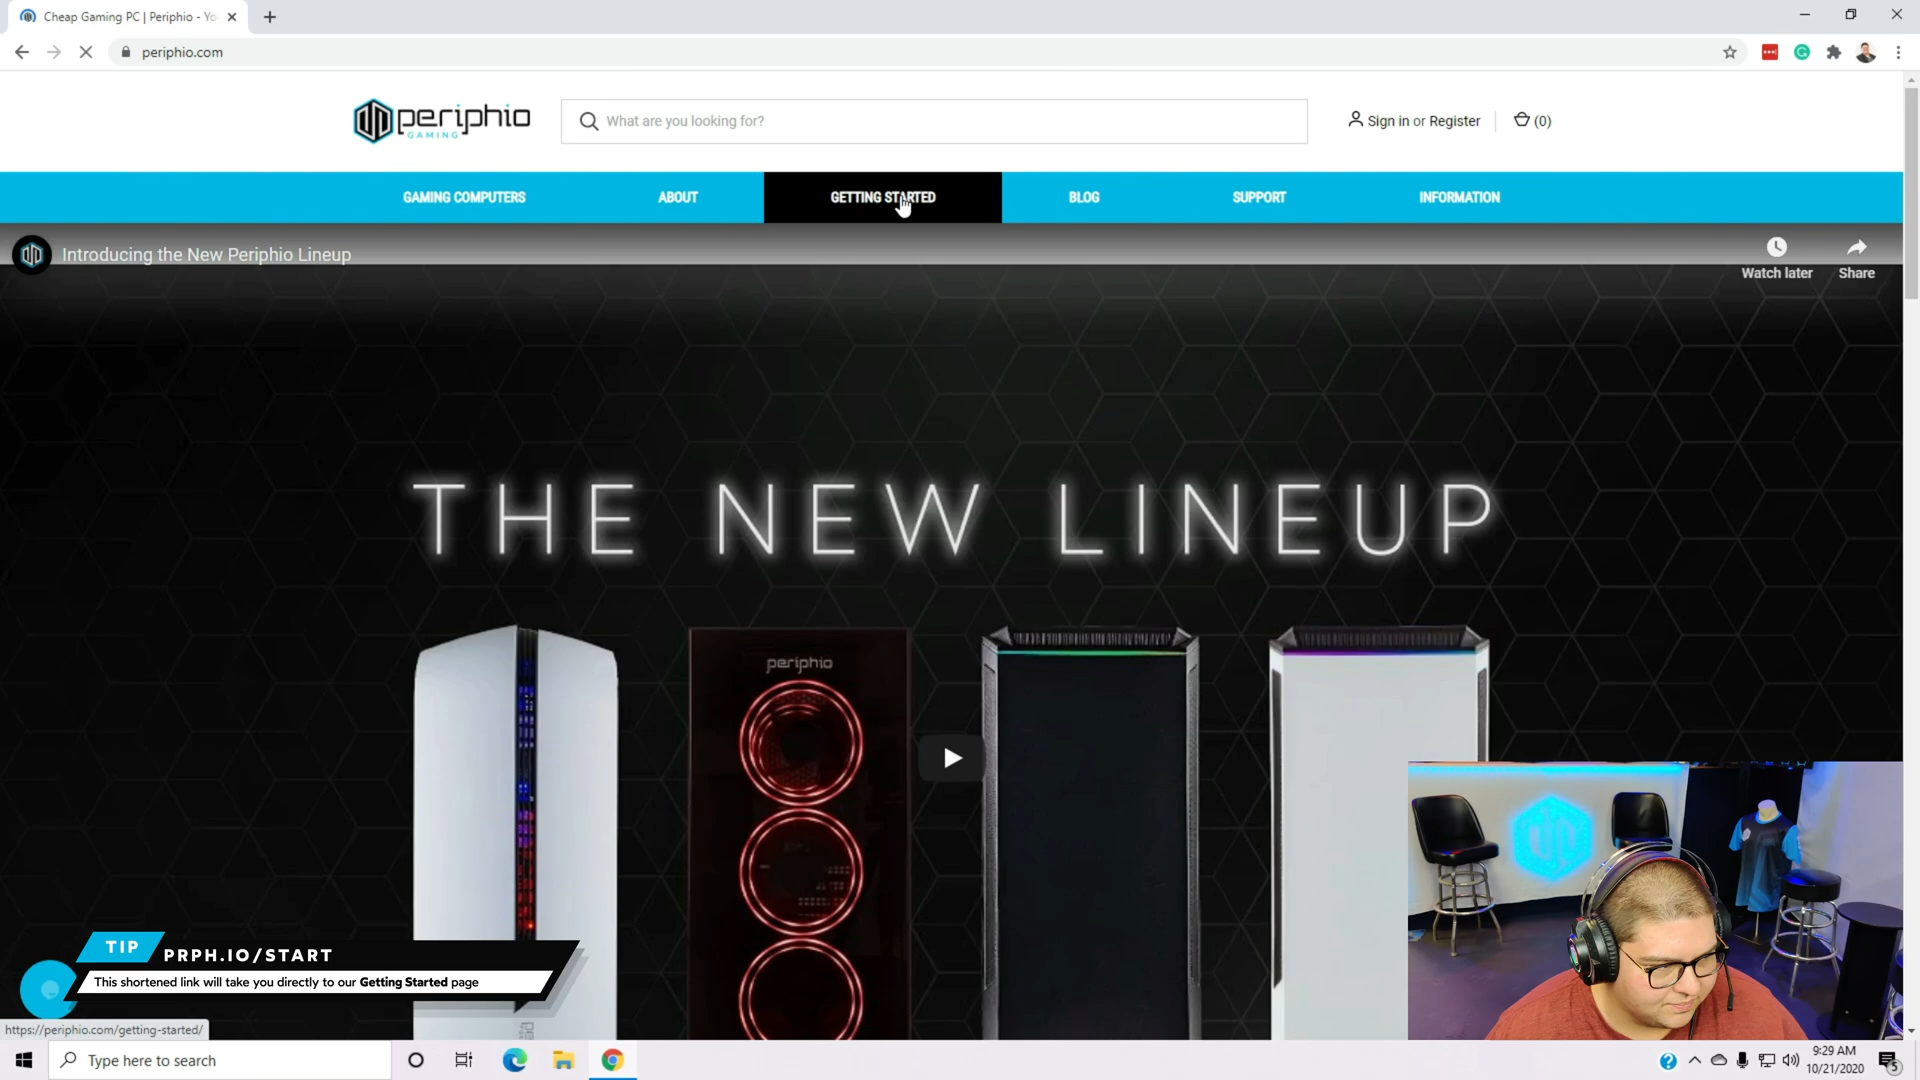 Cheap Gaming PC | Periphio - Yo
periphio.com
periphio
GAMING
What are you looking for?
Sign in or Register
(0)
GAMING COMPUTERS
ABOUT
GETTING STARTED
BLOG
SUPPORT
INFORMATION
Introducing the New Periphio Lineup
Watch later
Share
THE NEW LINEUP
periphio
TIP
PRPH.IO/START
This shortened link will take you directly to our Getting Started page
https://periphio.com/getting-started/
Type here to search
9:29 AM
10/21/2020
5